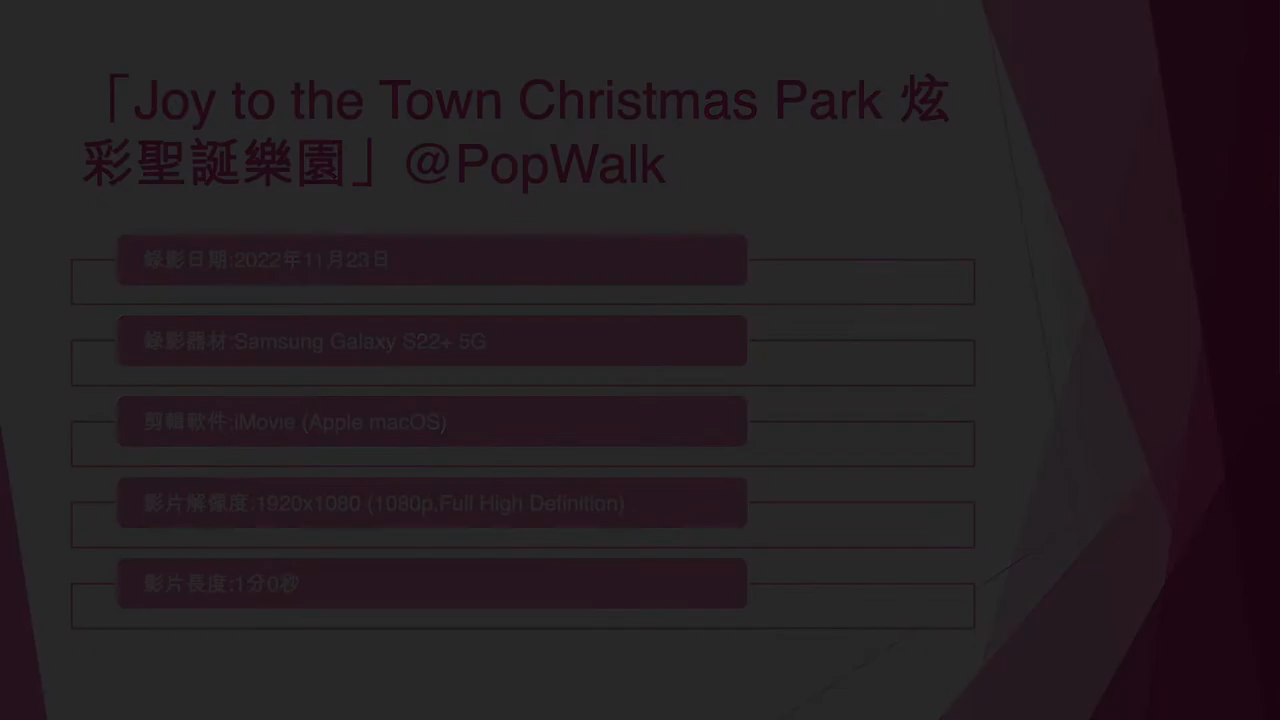 「Joy to the Town Christmas Park 炫
彩聖誕樂園」@PopWalk
錄影日期:2022年11月23日
錄影器材:Samsung Galaxy S22+ 5G
剪輯軟件:iMovie (Apple macOS)
影片解像度:1920x1080 (1080p,Full High Definition)
影片長度:1分0秒